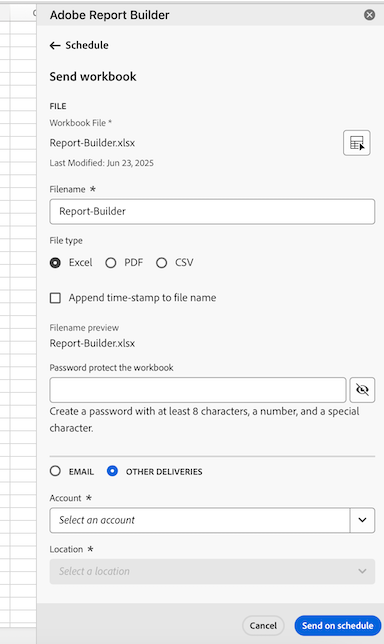 Adobe Report Builder
Schedule
Send workbook
FILE
Workbook File *
Report-Builder.xlsx
Last Modified: Jun 23, 2025
Filename *
Report-Builder
File type
Excel PDF CSV
Append time-stamp to file name
Filename preview
Report-Builder.xlsx
Password protect the workbook
Create a password with at least 8 characters, a number, and a special
character.
EMAIL OTHER DELIVERIES
Account *
Select an account
Location *
Select a location
Cancel Send on schedule